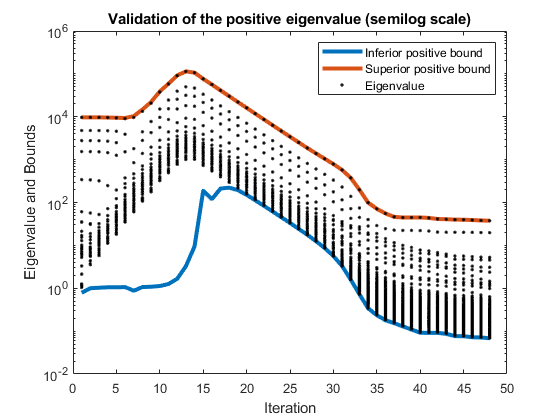 Validation of the positive eigenvalue (semilog scale)
Inferior positive bound
Superior positive bound
Eigenvalue
Eigenvalue and Bounds
10^6
10^4
10^2
10^0
10^-2
0 5 10 15 20 25 30 35 40 45 50
Iteration